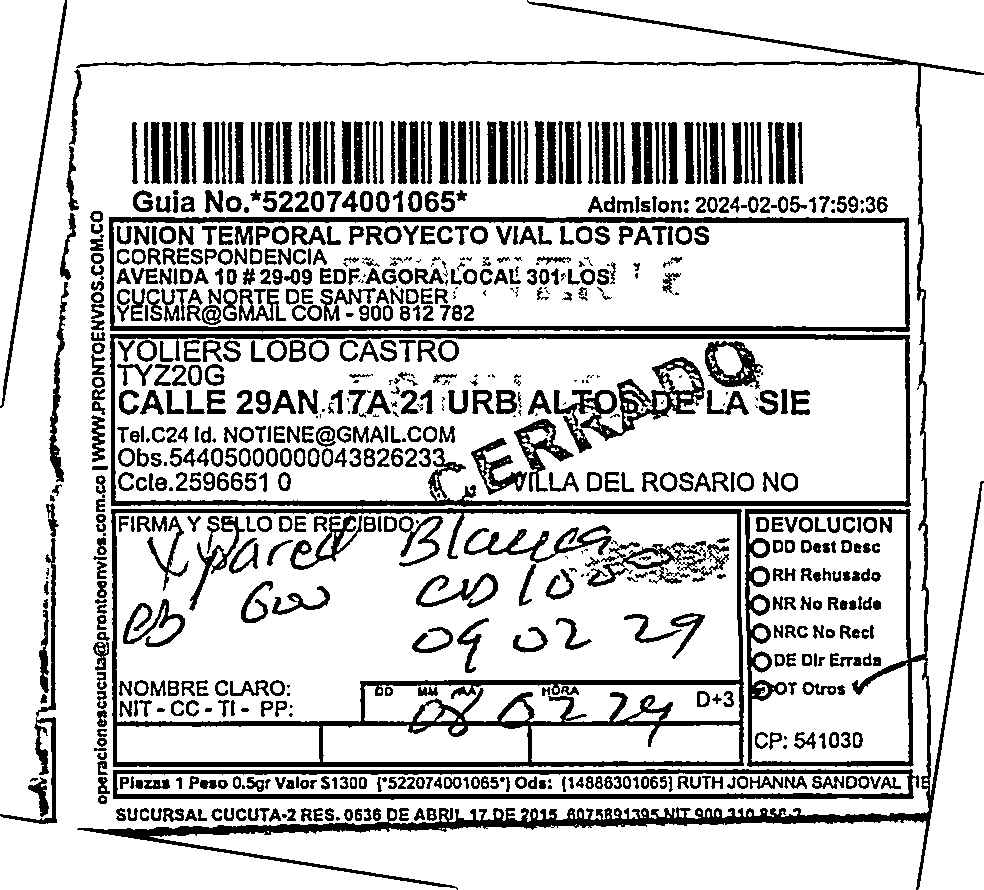 Guia No.*522074001065*
Admision: 2024-02-05-17:59:36
operacionescucuta@prontoenvios.com.co | WWW.PRONTOENVIOS.COM.CO
UNION TEMPORAL PROYECTO VIAL LOS PATIOS
CORRESPONDENCIA
AVENIDA 10 # 29-09 EDF AGORA LOCAL 301 LOS
CUCUTA NORTE DE SANTANDER
YEISMIR@GMAIL COM - 900 812 782
YOLIERS LOBO CASTRO
TYZ20G
CALLE 29AN 17A 21 URB ALTOS DE LA SIE
Tel.C24 Id. NOTIENE@GMAIL.COM
Obs.54405000000043826233
Ccte.2596651 0
VILLA DEL ROSARIO NO
CERRADO
FIRMA Y SELLO DE RECIBIDO:
pared Blanca
09 02 29
NOMBRE CLARO:
NIT - CC - TI - PP:
DD MM AA HORA
08 02 24
D+3
DEVOLUCION
DD Dest Desc
RH Rehusado
NR No Reside
NRC No Recl
DE Dir Errada
OT Otros
CP: 541030
Piezas 1 Peso 0.5gr Valor $1300 [*522074001065*] Ods: [14886301065] RUTH JOHANNA SANDOVAL
SUCURSAL CUCUTA-2 RES. 0636 DE ABRIL 17 DE 2015 6075891395 NIT 900.310.856-2